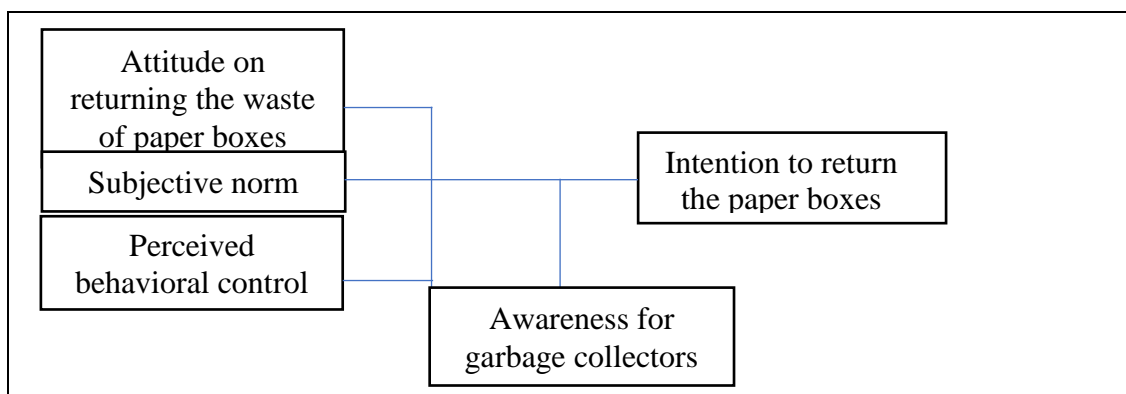 Attitude on
returning the waste
of paper boxes
Subjective norm
Perceived
behavioral control
Intention to return
the paper boxes
Awareness for
garbage collectors